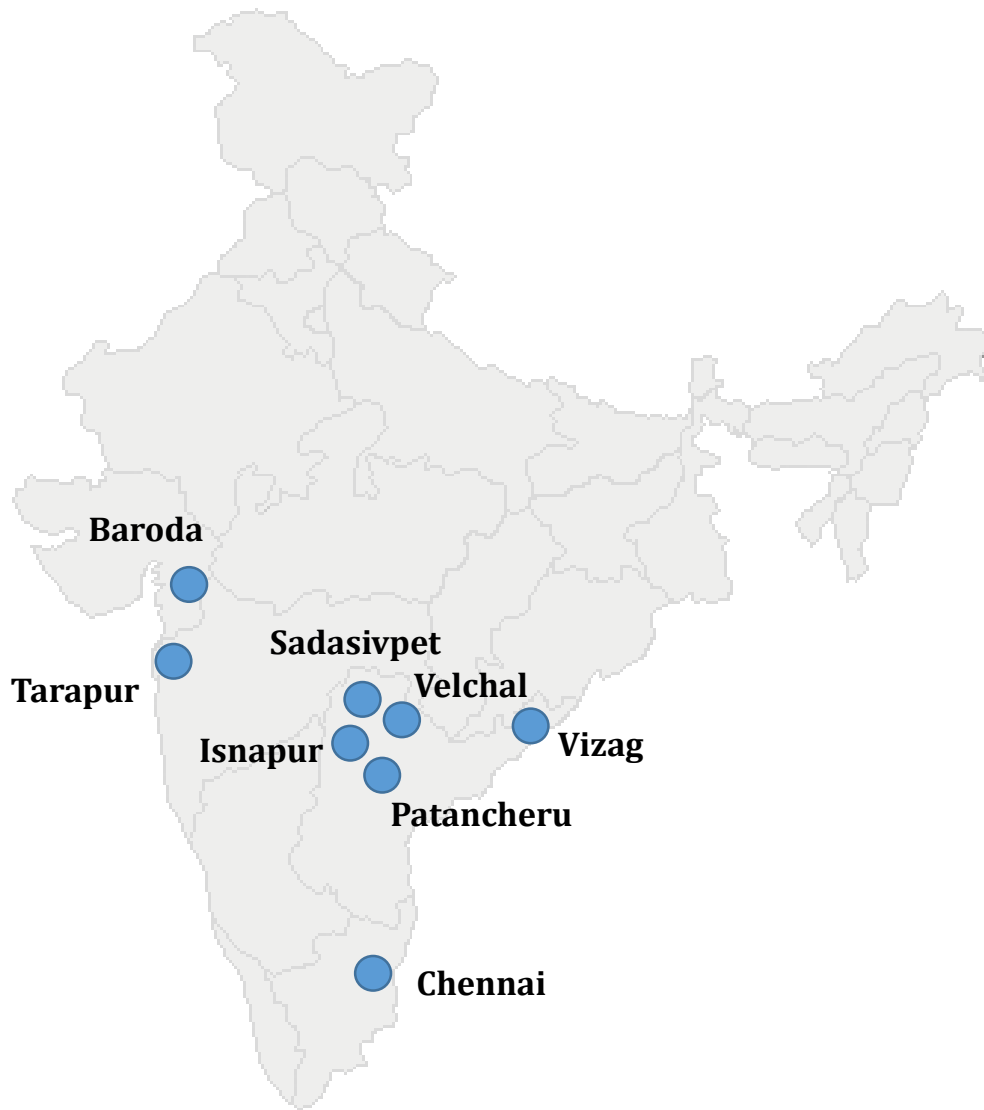 Baroda
Sadasivpet
Velchal
Tarapur
Isnapur
Vizag
Patancheru
Chennai